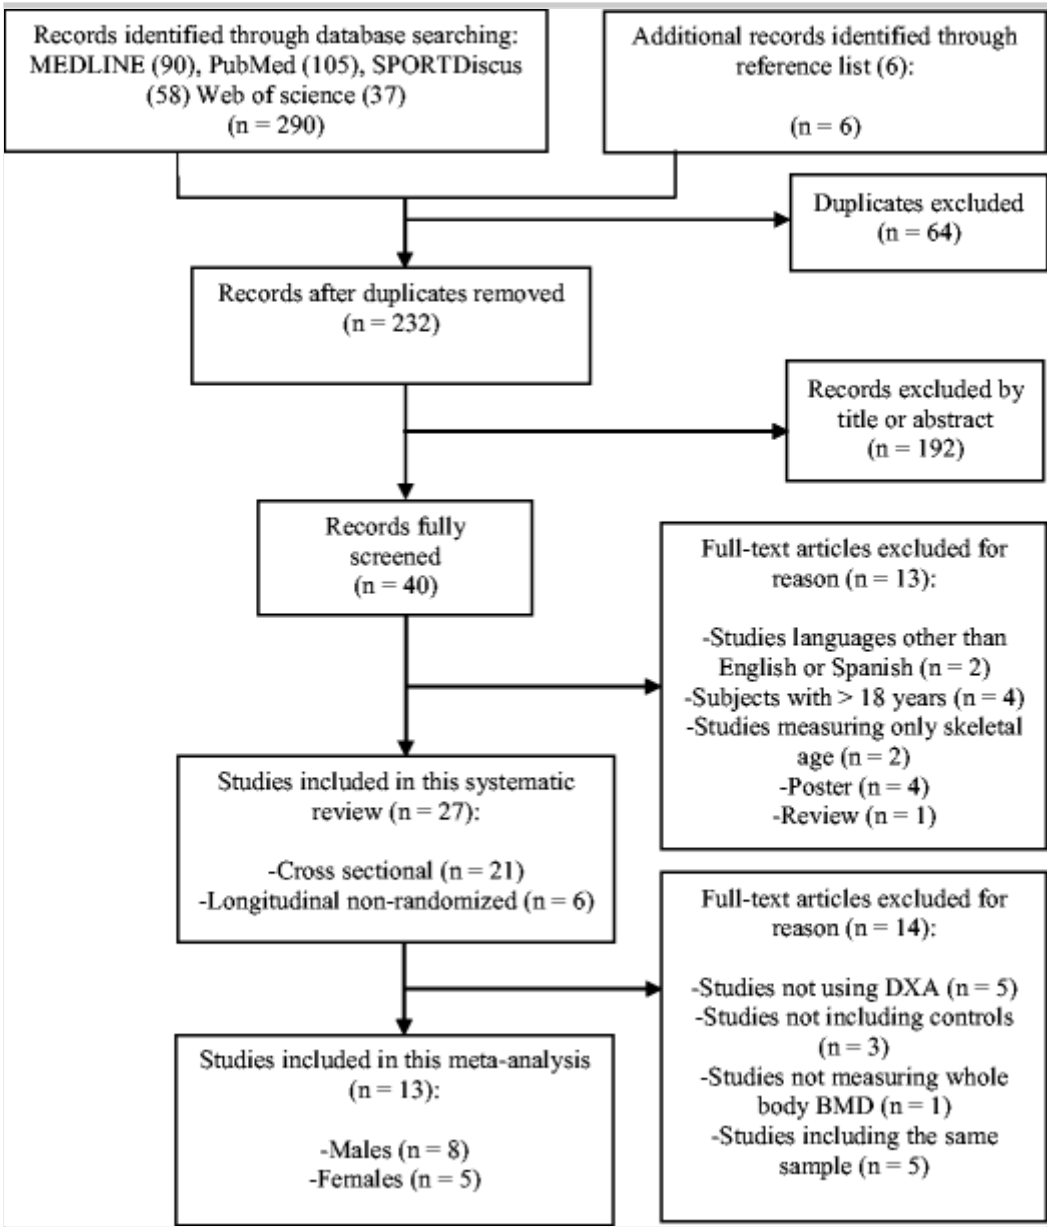 Records identified through database searching:
MEDLINE (90), PubMed (105), SPORTDiscus
(58) Web of science (37)
(n = 290)
Additional records identified through
reference list (6):
(n = 6)
Duplicates excluded
(n = 64)
Records after duplicates removed
(n = 232)
Records excluded by
title or abstract
(n = 192)
Records fully
screened
(n = 40)
Full-text articles excluded for
reason (n = 13):
-Studies languages other than
English or Spanish (n = 2)
-Subjects with > 18 years (n = 4)
-Studies measuring only skeletal
age (n = 2)
-Poster (n = 4)
-Review (n = 1)
Studies included in this systematic
review (n = 27):
-Cross sectional (n = 21)
-Longitudinal non-randomized (n = 6)
Full-text articles excluded for
reason (n = 14):
-Studies not using DXA (n = 5)
-Studies not including controls
(n = 3)
-Studies not measuring whole
body BMD (n = 1)
-Studies including the same
sample (n = 5)
Studies included in this meta-analysis
(n = 13):
-Males (n = 8)
-Females (n = 5)